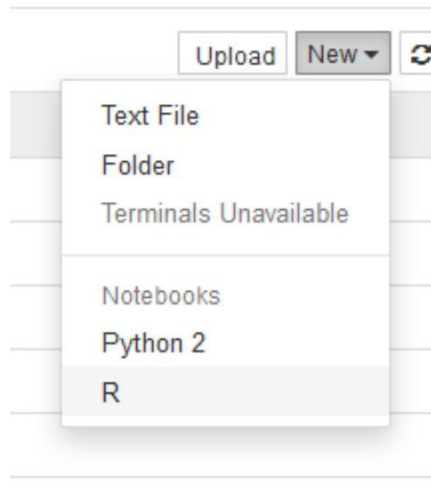 Upload New
Text File
Folder
Terminals Unavailable
Notebooks
Python 2
R